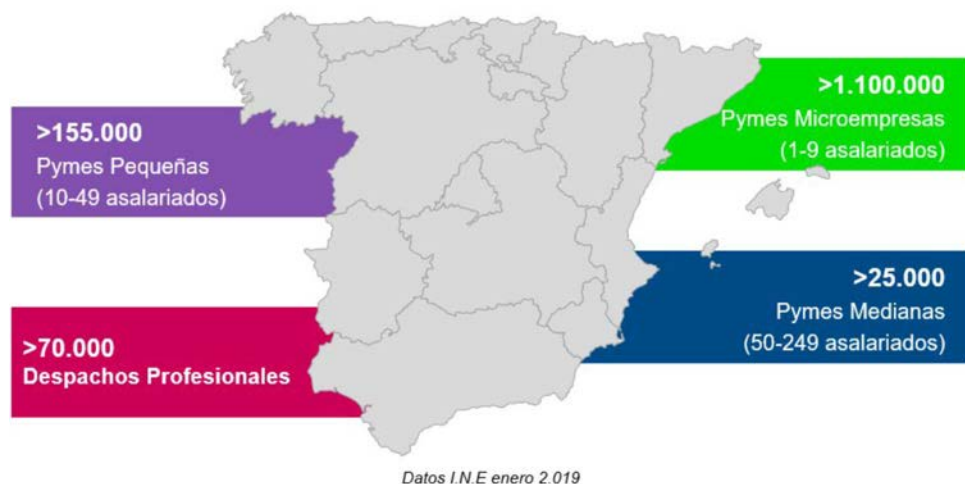 >155.000
Pymes Pequeñas
(10-49 asalariados)
>1.100.000
Pymes Microempresas
(1-9 asalariados)
>70.000
Despachos Profesionales
>25.000
Pymes Medianas
(50-249 asalariados)
Datos I.N.E enero 2.019